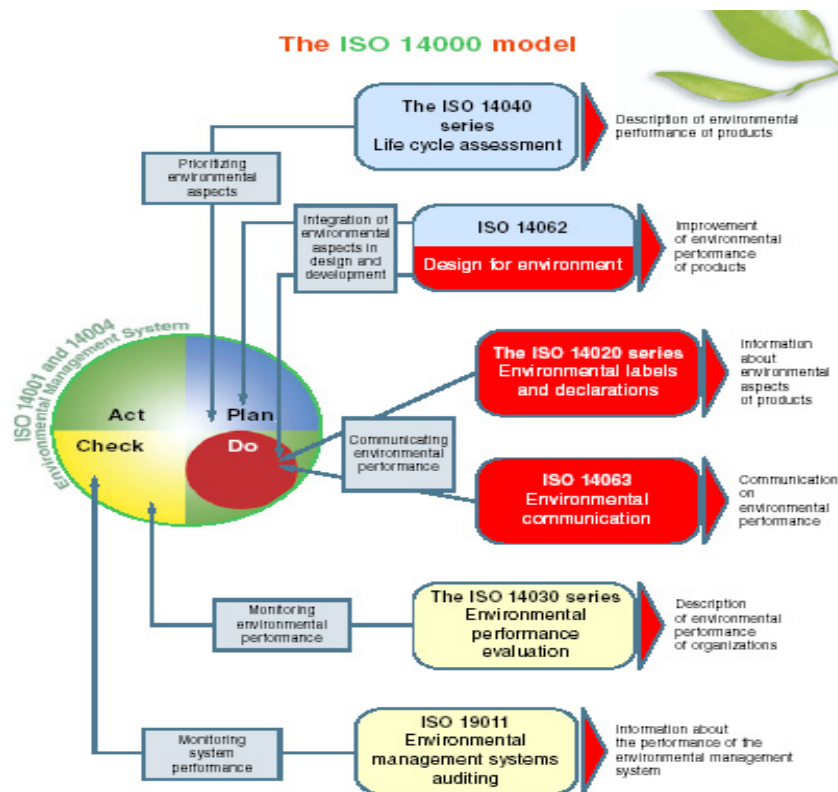 The ISO 14000 model
The ISO 14040
series
Life cycle assessment
Description of environmental
performance of products
Prioritizing
environmental
aspects
Integration of
environmental
aspects in
design and
development
ISO 14062
Design for environment
Improvement
of environmental
performance
of products
ISO 14001 and 14004
Environmental Management System
Act
Plan
Check
Do
The ISO 14020 series
Environmental labels
and declarations
Information
about
environmental
aspects
of products
Communicating
environmental
performance
ISO 14063
Environmental
communication
Communication
on
environmental
performance
Monitoring
environmental
performance
The ISO 14030 series
Environmental
performance
evaluation
Description
of environmental
performance
of organizations
Monitoring
system
performance
ISO 19011
Environmental
management systems
auditing
Information about
the performance of the
environmental management
system